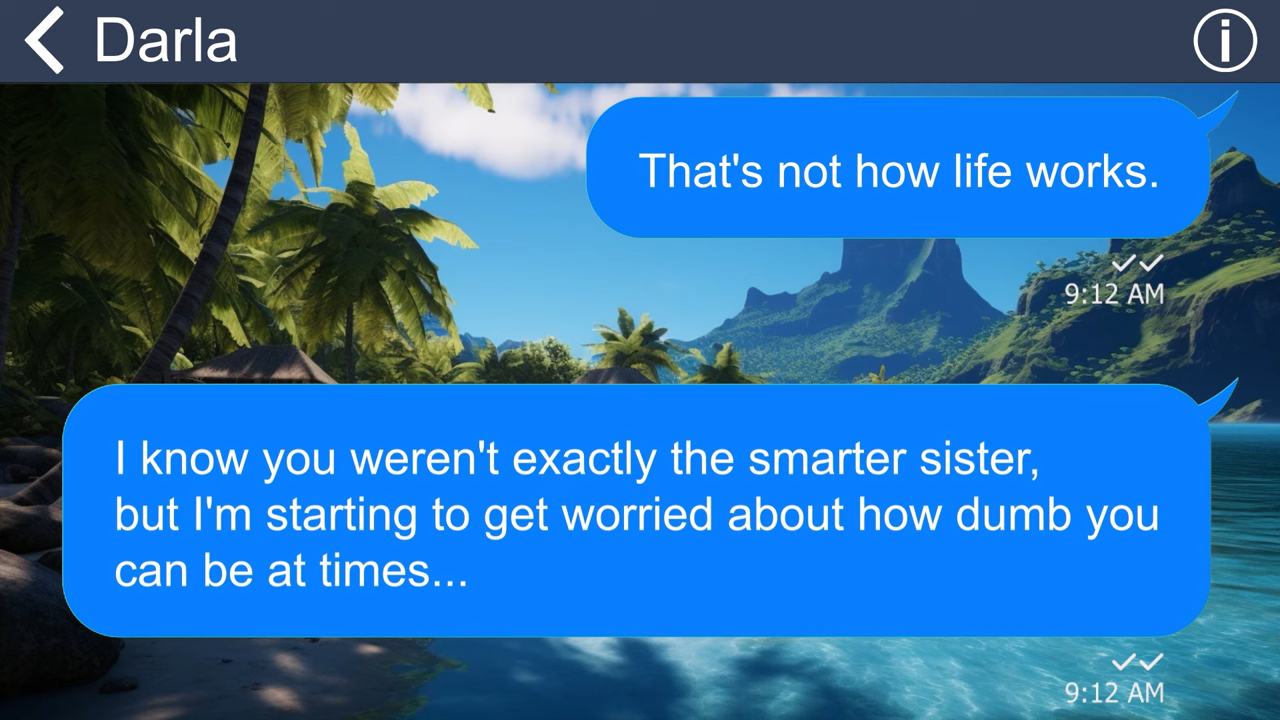 Darla
That's not how life works.
9:12 AM
I know you weren't exactly the smarter sister,
but I'm starting to get worried about how dumb you
can be at times...
9:12 AM